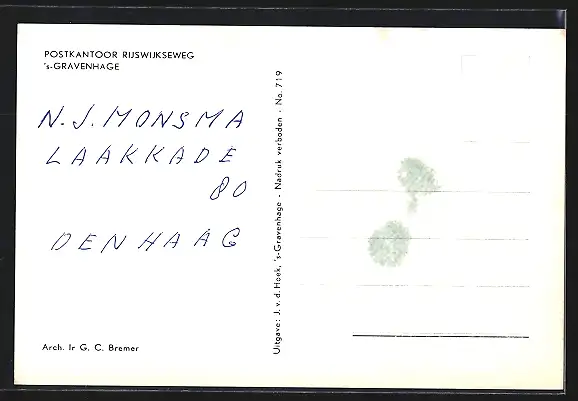 POSTKANTOOR RIJSWIJKSEWEG
's-GRAVENHAGE
N. J. MONSMA
LAAKKADE
80
DEN HAAG
Arch. Ir G. C. Bremer
Uitgave: J. v. d. Hoek, 's-Gravenhage - Nadruk verboden - No. 719